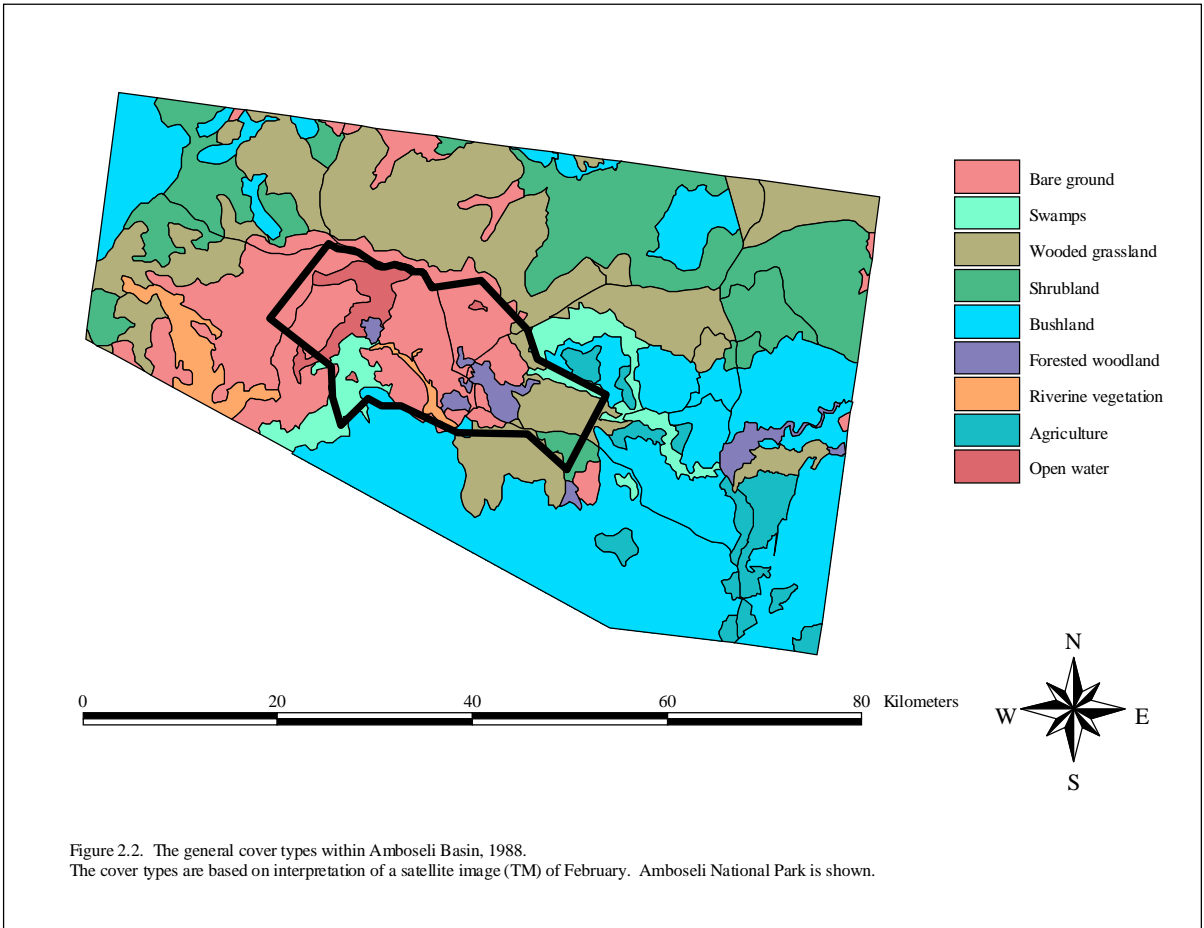 Bare ground
Swamps
Wooded grassland
Shrubland
Bushland
Forested woodland
Riverine vegetation
Agriculture
Open water
N
W E
S
0 20 40 60 80 Kilometers
Figure 2.2. The general cover types within Amboseli Basin, 1988.
The cover types are based on interpretation of a satellite image (TM) of February. Amboseli National Park is shown.